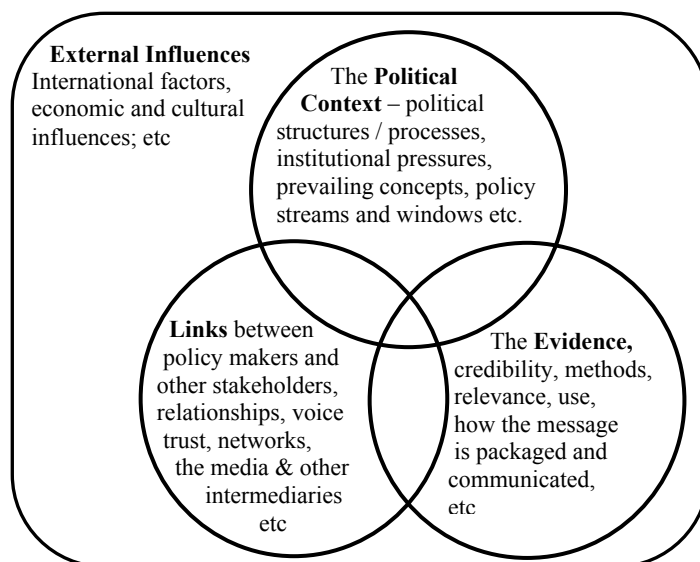 External Influences
International factors,
economic and cultural
influences; etc
The Political
Context – political
structures / processes,
institutional pressures,
prevailing concepts, policy
streams and windows etc.
Links between
policy makers and
other stakeholders,
relationships, voice
trust, networks,
the media & other
intermediaries
etc
The Evidence,
credibility, methods,
relevance, use,
how the message
is packaged and
communicated,
etc